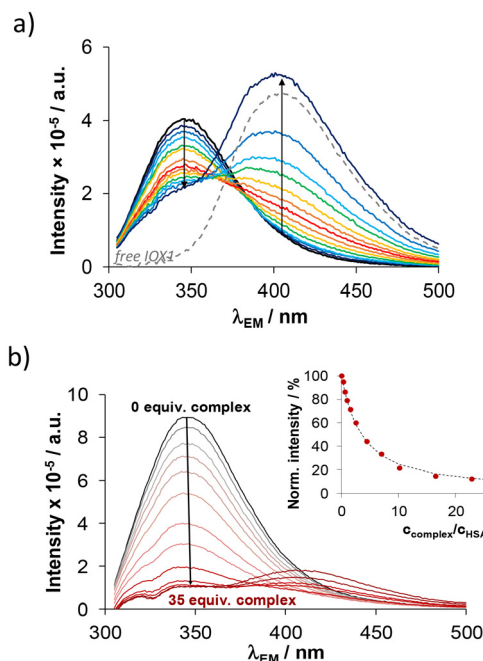 a)
Intensity × 10⁻⁵ / a.u.
6
4
2
0
free IOX1
300 350 400 450 500
λEM / nm
b)
Intensity x 10⁻⁵ / a.u.
10
8
6
4
2
0
0 equiv. complex
35 equiv. complex
300 350 400 450 500
λEM / nm
Norm. intensity / %
100
80
60
40
20
0
0 10 20
ccomplex/cHSA